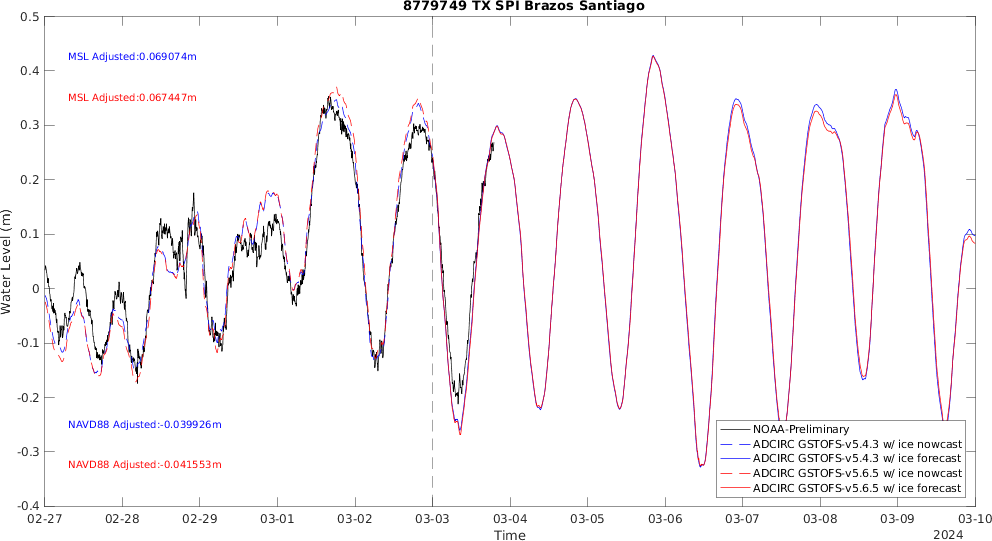 8779749 TX SPI Brazos Santiago
0.5
0.4
0.3
0.2
0.1
0
-0.1
-0.2
-0.3
-0.4
Water Level (m)
MSL Adjusted:0.069074m
MSL Adjusted:0.067447m
NAVD88 Adjusted:-0.039926m
NAVD88 Adjusted:-0.041553m
NOAA-Preliminary
ADCIRC GSTOFS-v5.4.3 w/ ice nowcast
ADCIRC GSTOFS-v5.4.3 w/ ice forecast
ADCIRC GSTOFS-v5.6.5 w/ ice nowcast
ADCIRC GSTOFS-v5.6.5 w/ ice forecast
02-27 02-28 02-29 03-01 03-02 03-03 03-04 03-05 03-06 03-07 03-08 03-09 03-10
Time
2024